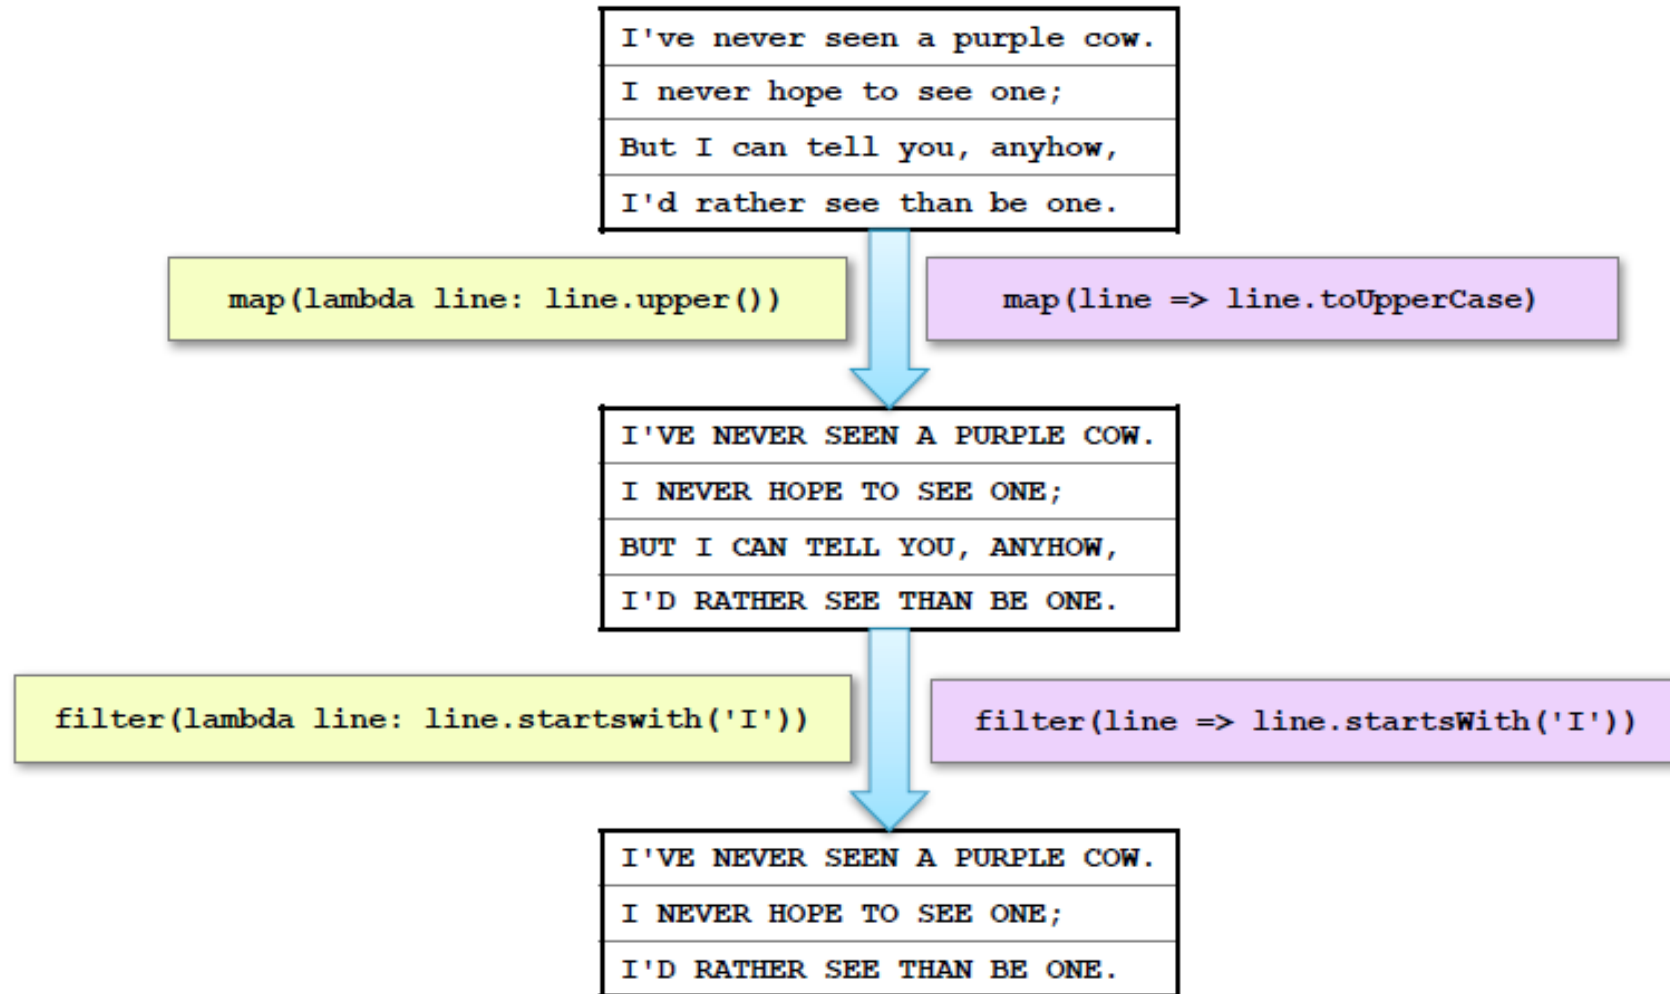 I've never seen a purple cow.
I never hope to see one;
But I can tell you, anyhow,
I'd rather see than be one.
map(lambda line: line.upper())
map(line => line.toUpperCase)
I'VE NEVER SEEN A PURPLE COW.
I NEVER HOPE TO SEE ONE;
BUT I CAN TELL YOU, ANYHOW,
I'D RATHER SEE THAN BE ONE.
filter(lambda line: line.startswith('I'))
filter(line => line.startsWith('I'))
I'VE NEVER SEEN A PURPLE COW.
I NEVER HOPE TO SEE ONE;
I'D RATHER SEE THAN BE ONE.